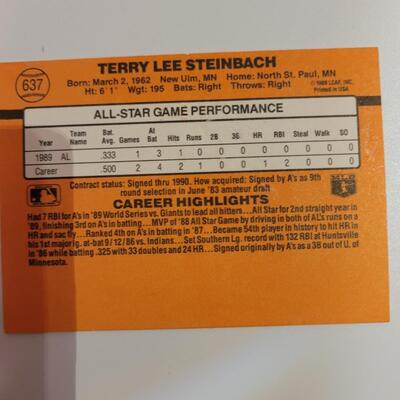 637
TERRY LEE STEINBACH
Born: March 2, 1962 New Ulm, MN Home: North St. Paul, MN
Ht: 6'1" Wgt: 195 Bats: Right Throws: Right
© 1989 LEAF, INC.
Printed in USA
ALL-STAR GAME PERFORMANCE
Year Team Name Bat. Avg. Games At Bat Hits Runs 2B 3B HR RBI Steal Walk SO
1989 AL .333 1 3 1 0 0 0 0 0 0 0 0
Career .500 2 4 2 1 0 0 1 2 0 0 0
Contract status: Signed thru 1990. How acquired: Signed by A's as 9th
round selection in June '83 amateur draft
MLB
CAREER HIGHLIGHTS
Had 7 RBI for A's in '89 World Series vs. Giants to lead all hitters...All Star for 2nd straight year in
'89, finishing 3rd on A's in batting...MVP of '88 All Star Game by driving in both of AL's runs on a
HR and sac fly...Ranked 4th on A's in batting in '87...Became 54th player in history to hit HR in
his 1st major lg. at-bat 9/12/86 vs. Indians...Set Southern Lg. record with 132 RBI at Huntsville
in '86 while batting .325 with 33 doubles and 24 HR...Signed originally by A's as a 3B out of U. of
Minnesota.